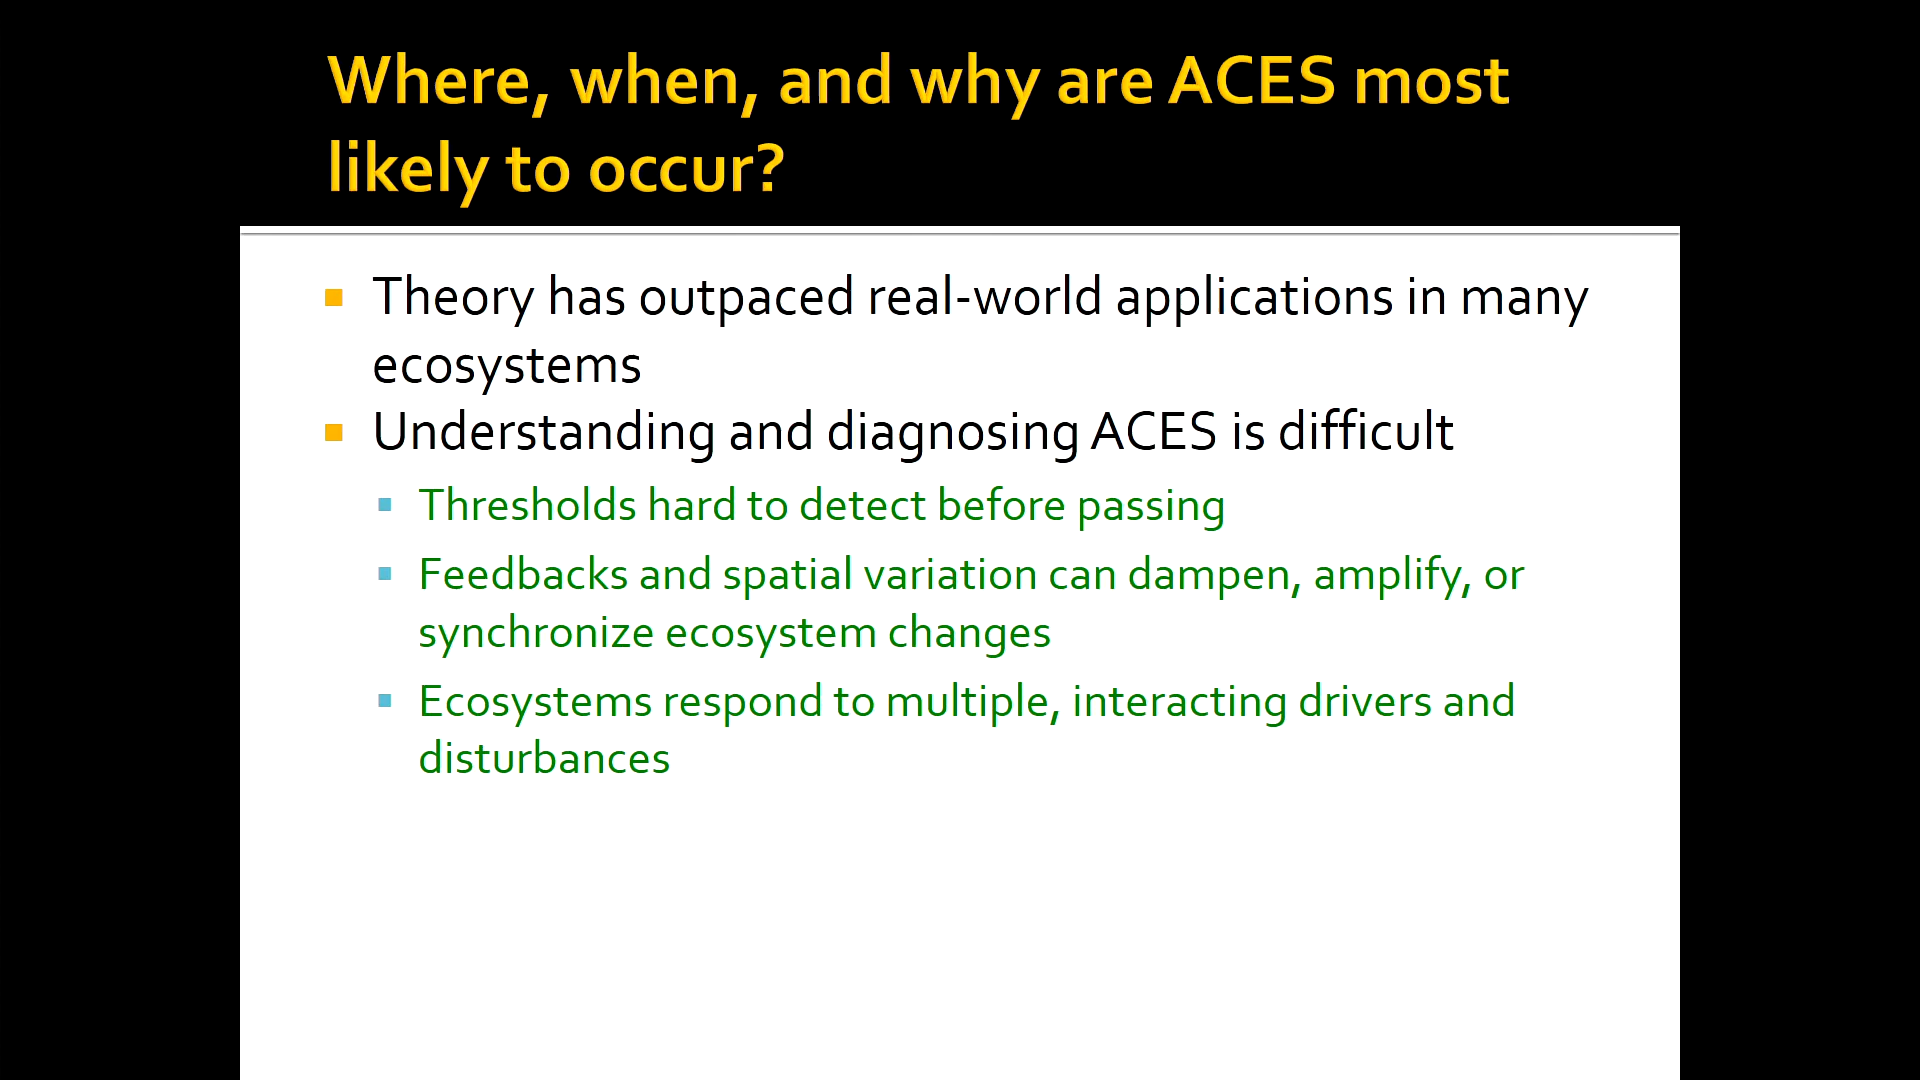 Where, when, and why are ACES most
likely to occur?
Theory has outpaced real-world applications in many
ecosystems
Understanding and diagnosing ACES is difficult
Thresholds hard to detect before passing
Feedbacks and spatial variation can dampen, amplify, or
synchronize ecosystem changes
Ecosystems respond to multiple, interacting drivers and
disturbances